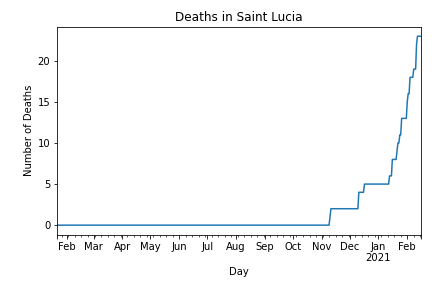 Deaths in Saint Lucia
Number of Deaths
20
15
10
5
0
Feb Mar Apr May Jun Jul Aug Sep Oct Nov Dec Jan Feb
2021
Day